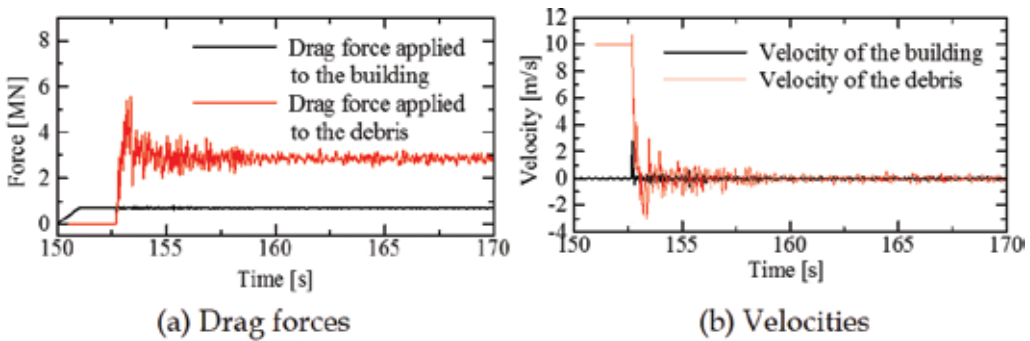 8
6
4
2
0
Force [MN]
Drag force applied
to the building
Drag force applied
to the debris
150
155
160
165
170
Time [s]
(a) Drag forces
12
10
8
6
4
2
0
-2
-4
Velocity [m/s]
Velocity of the building
Velocity of the debris
150
155
160
165
170
Time [s]
(b) Velocities